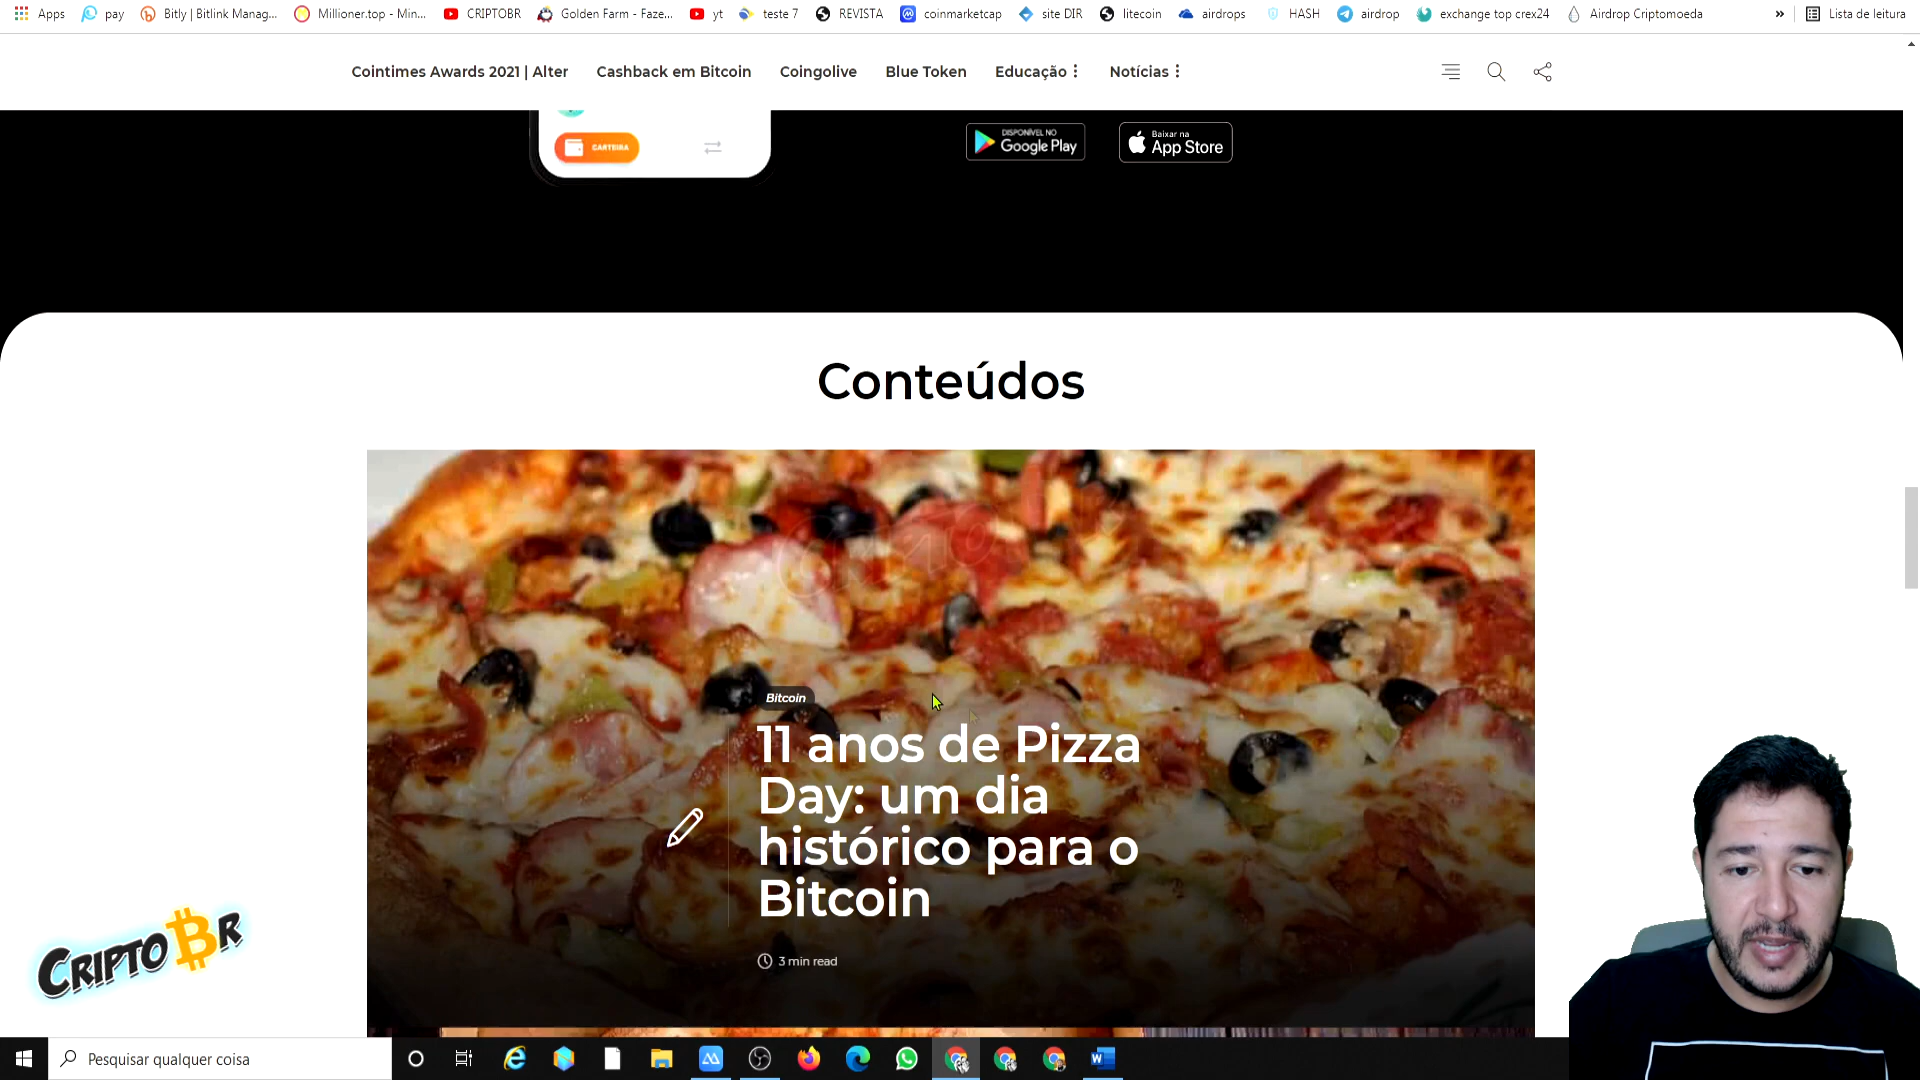 Apps pay Bitly | Bitlink Manag... Millioner.top - Min... CRIPTOBR Golden Farm - Faze... yt teste 7 REVISTA coinmarketcap site DIR litecoin airdrops HASH airdrop exchange top crex24 Airdrop Criptomoeda » Lista de leitura
Cointimes Awards 2021 | Alter Cashback em Bitcoin Coingolive Blue Token Educação Notícias
CARTEIRA
DISPONÍVEL NO
Google Play
Baixar na
App Store
Conteúdos
Bitcoin
11 anos de Pizza
Day: um dia
histórico para o
Bitcoin
3 min read
CRIPTOBR
Pesquisar qualquer coisa